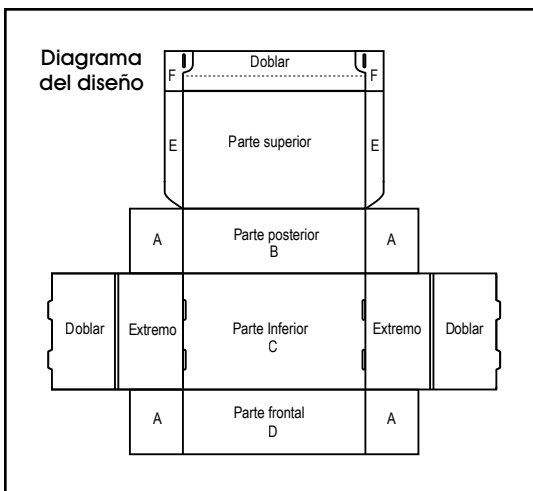 Diagrama
del diseño
F
Doblar
F
E
Parte superior
E
A
Parte posterior
B
A
Doblar
Extremo
Parte Inferior
C
Extremo
Doblar
A
Parte frontal
D
A